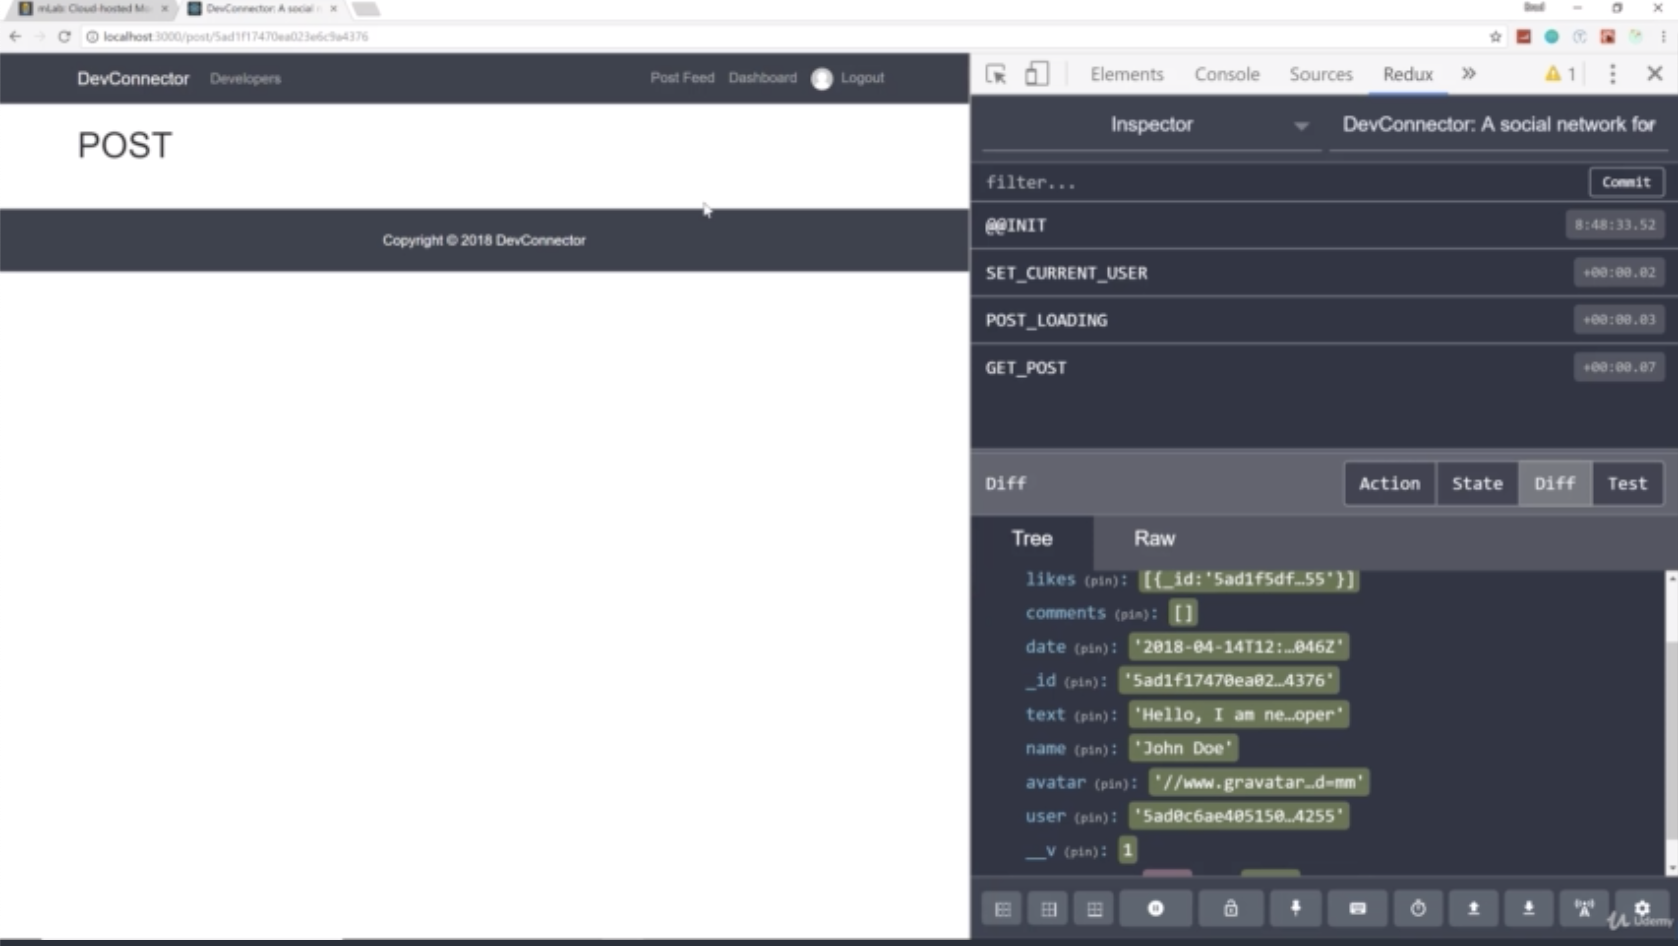 mLab: Cloud-hosted Mo
DevConnector: A social n
localhost:3000/post/5ad1f17470ea023e6c9a4376
DevConnector Developers Post Feed Dashboard Logout
POST
Copyright © 2018 DevConnector
Elements Console Sources Redux » 1
Inspector DevConnector: A social network for
filter... Commit
@@INIT 8:48:33.52
SET_CURRENT_USER +00:00.02
POST_LOADING +00:00.03
GET_POST +00:00.07
Diff Action State Diff Test
Tree Raw
likes (pin): [{_id:'5ad1f5df…55'}]
comments (pin): []
date (pin): '2018-04-14T12:…046Z'
_id (pin): '5ad1f17470ea02…4376'
text (pin): 'Hello, I am ne…oper'
name (pin): 'John Doe'
avatar (pin): '//www.gravatar…d=mm'
user (pin): '5ad0c6ae405150…4255'
__v (pin): 1
Udemy